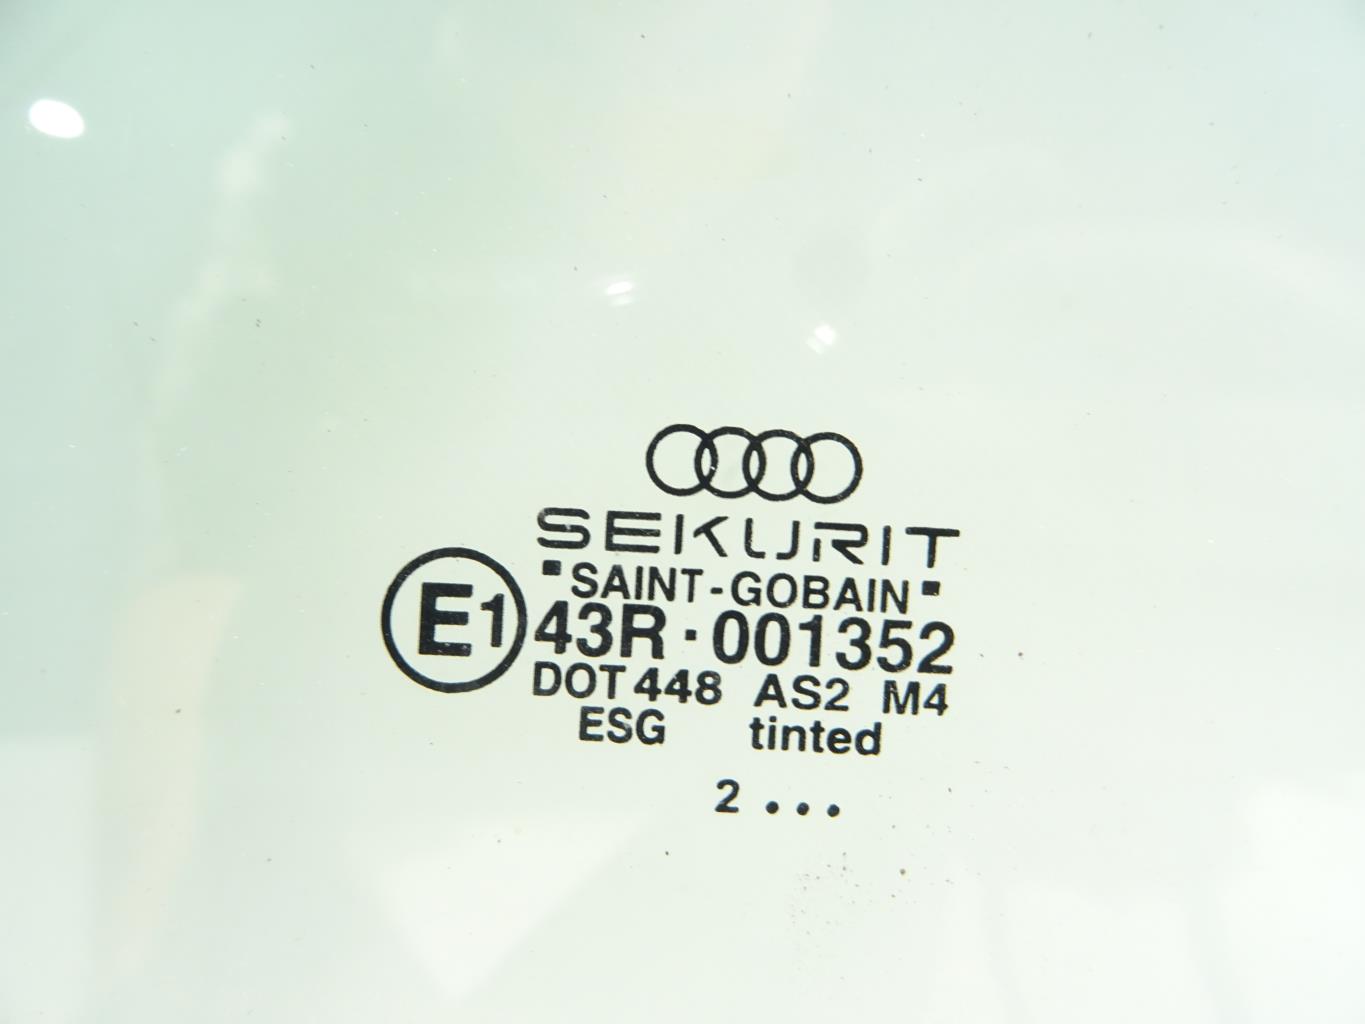 SEKURIT
SAINT-GOBAIN
E1 43R · 001352
DOT 448 AS2 M4
ESG tinted
2 ...